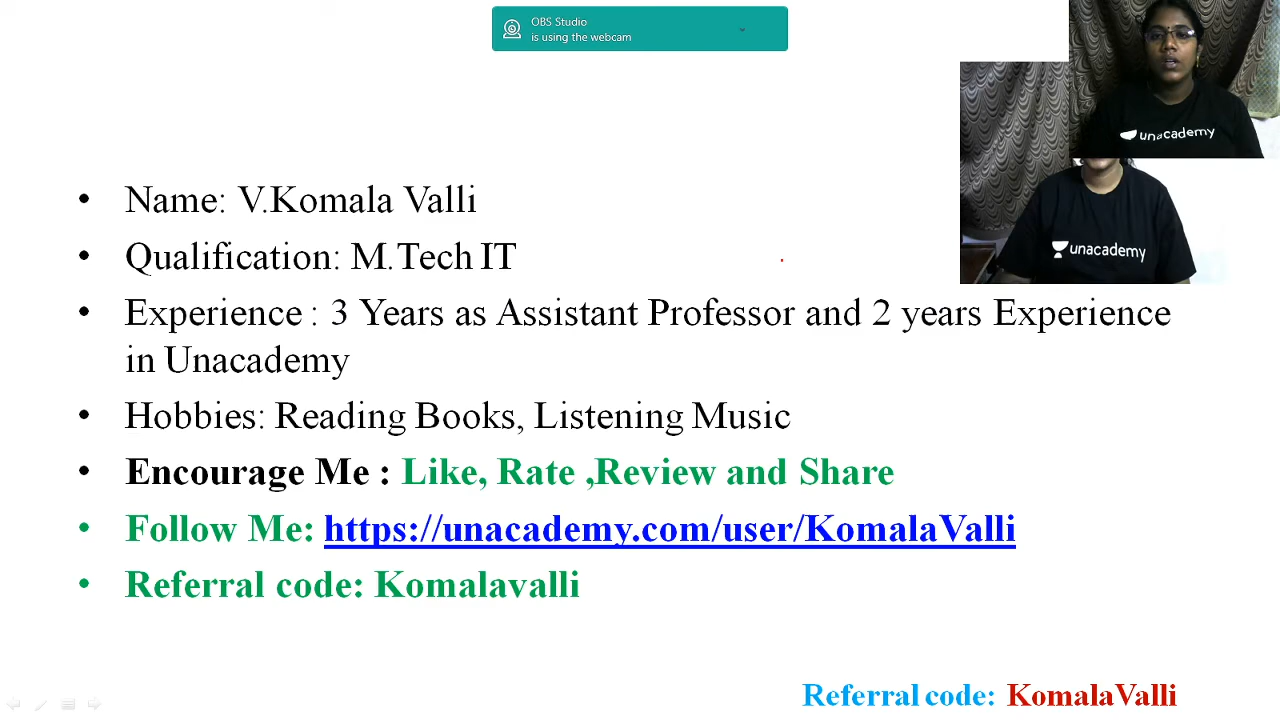 OBS Studio
is using the webcam
unacademy
unacademy
• Name: V.Komala Valli
• Qualification: M.Tech IT
• Experience : 3 Years as Assistant Professor and 2 years Experience
in Unacademy
• Hobbies: Reading Books, Listening Music
• Encourage Me : Like, Rate ,Review and Share
• Follow Me: https://unacademy.com/user/KomalaValli
• Referral code: Komalavalli
Referral code: KomalaValli